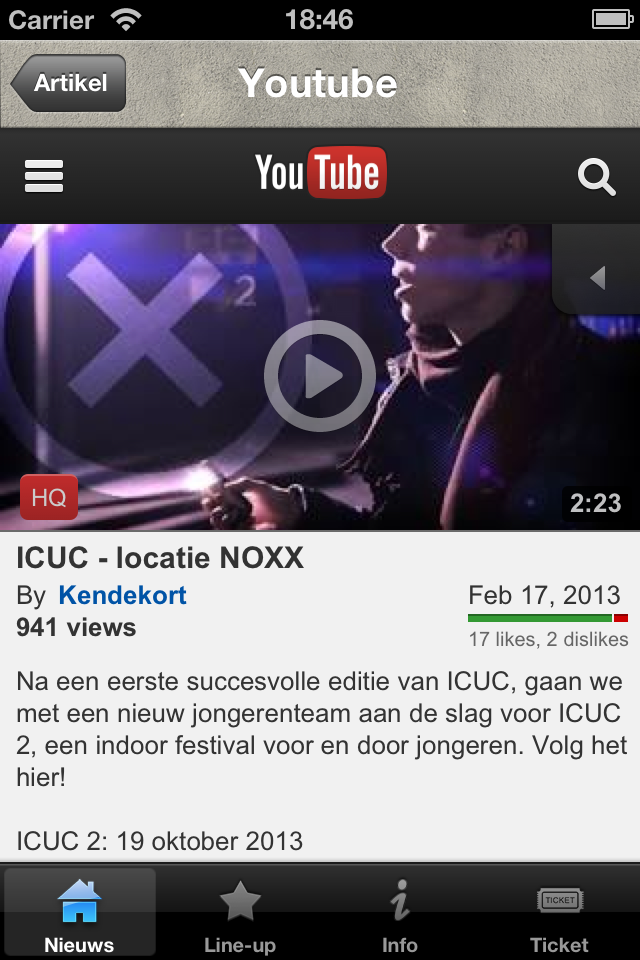 Carrier 18:46
Artikel Youtube
YouTube
2
HQ 2:23
ICUC - locatie NOXX
By Kendekort Feb 17, 2013
941 views 17 likes, 2 dislikes
Na een eerste succesvolle editie van ICUC, gaan we
met een nieuw jongerenteam aan de slag voor ICUC
2, een indoor festival voor en door jongeren. Volg het
hier!
ICUC 2: 19 oktober 2013
TICKET
Nieuws Line-up Info Ticket